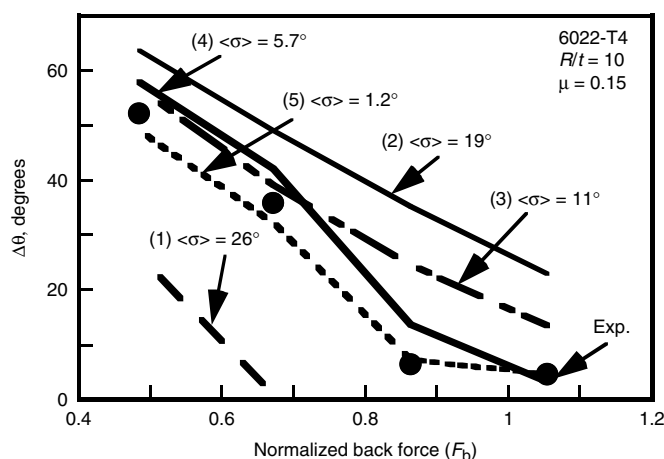 (4) <σ> = 5.7°
6022-T4
R/t = 10
μ = 0.15
60
(5) <σ> = 1.2°
(2) <σ> = 19°
40
(3) <σ> = 11°
Δθ, degrees
(1) <σ> = 26°
20
Exp.
0
0.4
0.6
0.8
1
1.2
Normalized back force (Fb)